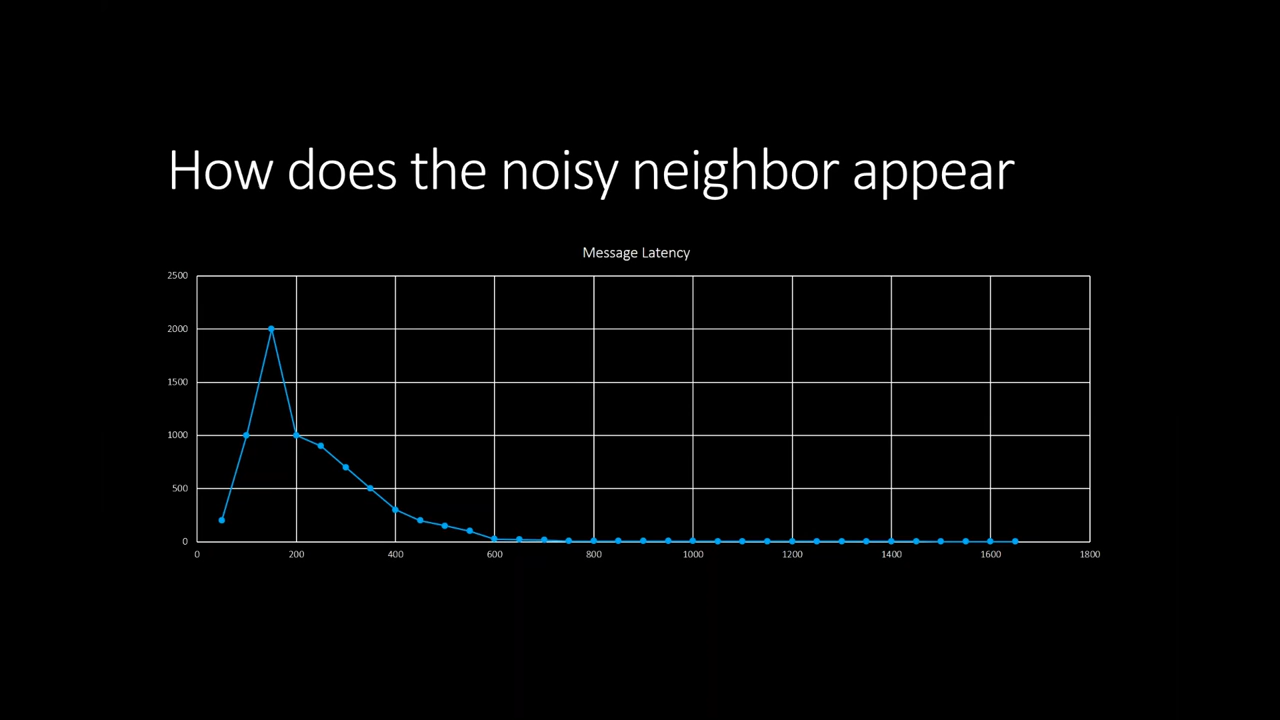 How does the noisy neighbor appear
Message Latency
2500
2000
1500
1000
500
0
0 200 400 600 800 1000 1200 1400 1600 1800